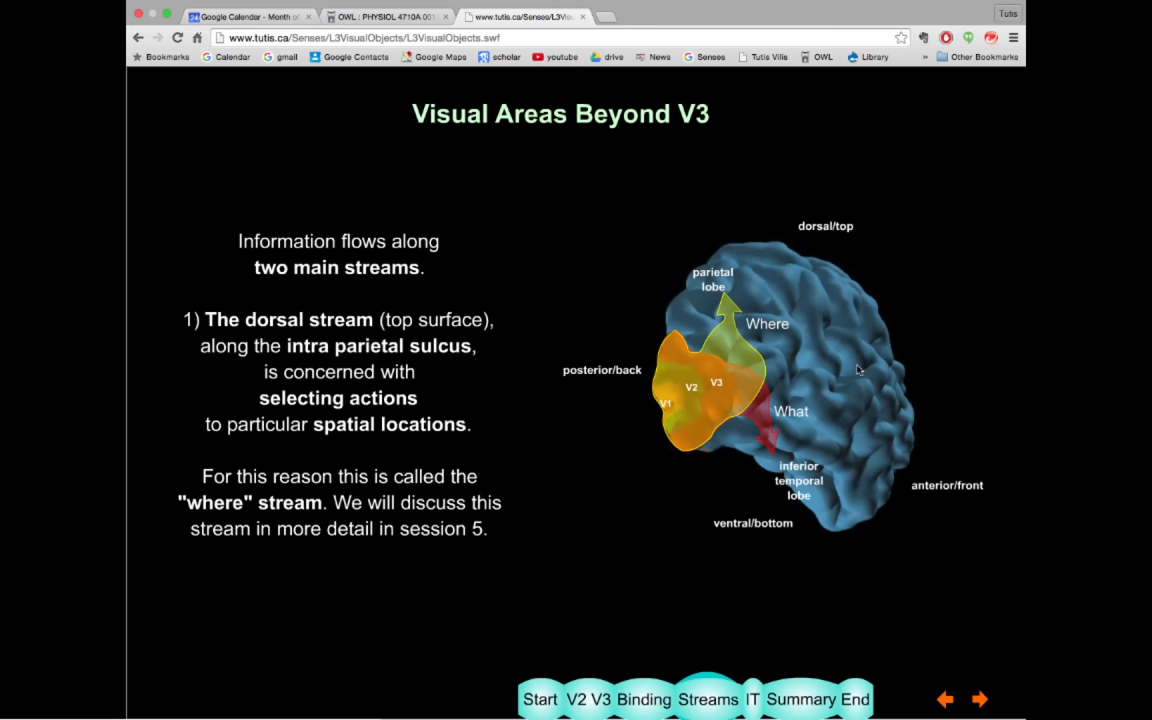 24 Google Calendar - Month of
OWL : PHYSIOL 4710A 001
www.tutis.ca/Senses/L3Visu
Tutis
www.tutis.ca/Senses/L3VisualObjects/L3VisualObjects.swf
Bookmarks Calendar gmail Google Contacts Google Maps scholar youtube drive News Senses Tutis Vilis OWL Library » Other Bookmarks
Visual Areas Beyond V3
Information flows along
two main streams.
1) The dorsal stream (top surface),
along the intra parietal sulcus,
is concerned with
selecting actions
to particular spatial locations.
For this reason this is called the
"where" stream. We will discuss this
stream in more detail in session 5.
dorsal/top
parietal
lobe
Where
posterior/back
V1
V2
V3
What
inferior
temporal
lobe
anterior/front
ventral/bottom
Start V2 V3 Binding Streams IT Summary End